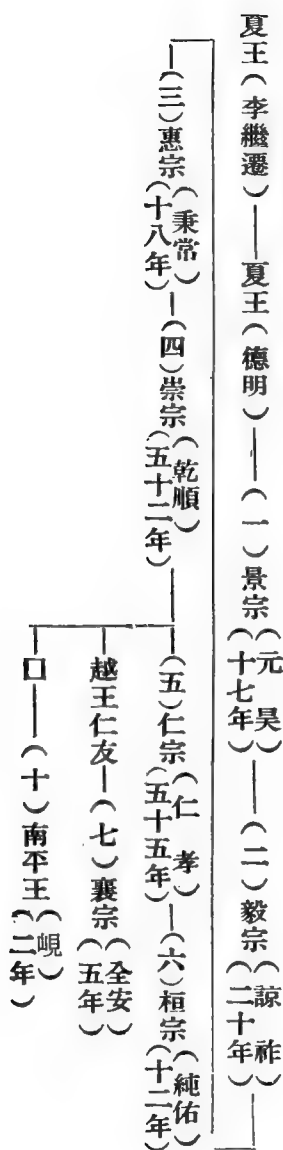 夏王(李繼遷)——夏王(德明)——(一)景宗(元昊)(十七年)——(二)毅宗(諒祚)(二十年)
(三)惠宗(秉常)(十八年)—(四)崇宗(乾順)(五十二年)——(五)仁宗(仁孝)(五十五年)—(六)桓宗(純佑)(十二年)
越王仁友—(七)襄宗(全安)(五年)
□——(十)南平王(睍)(二年)